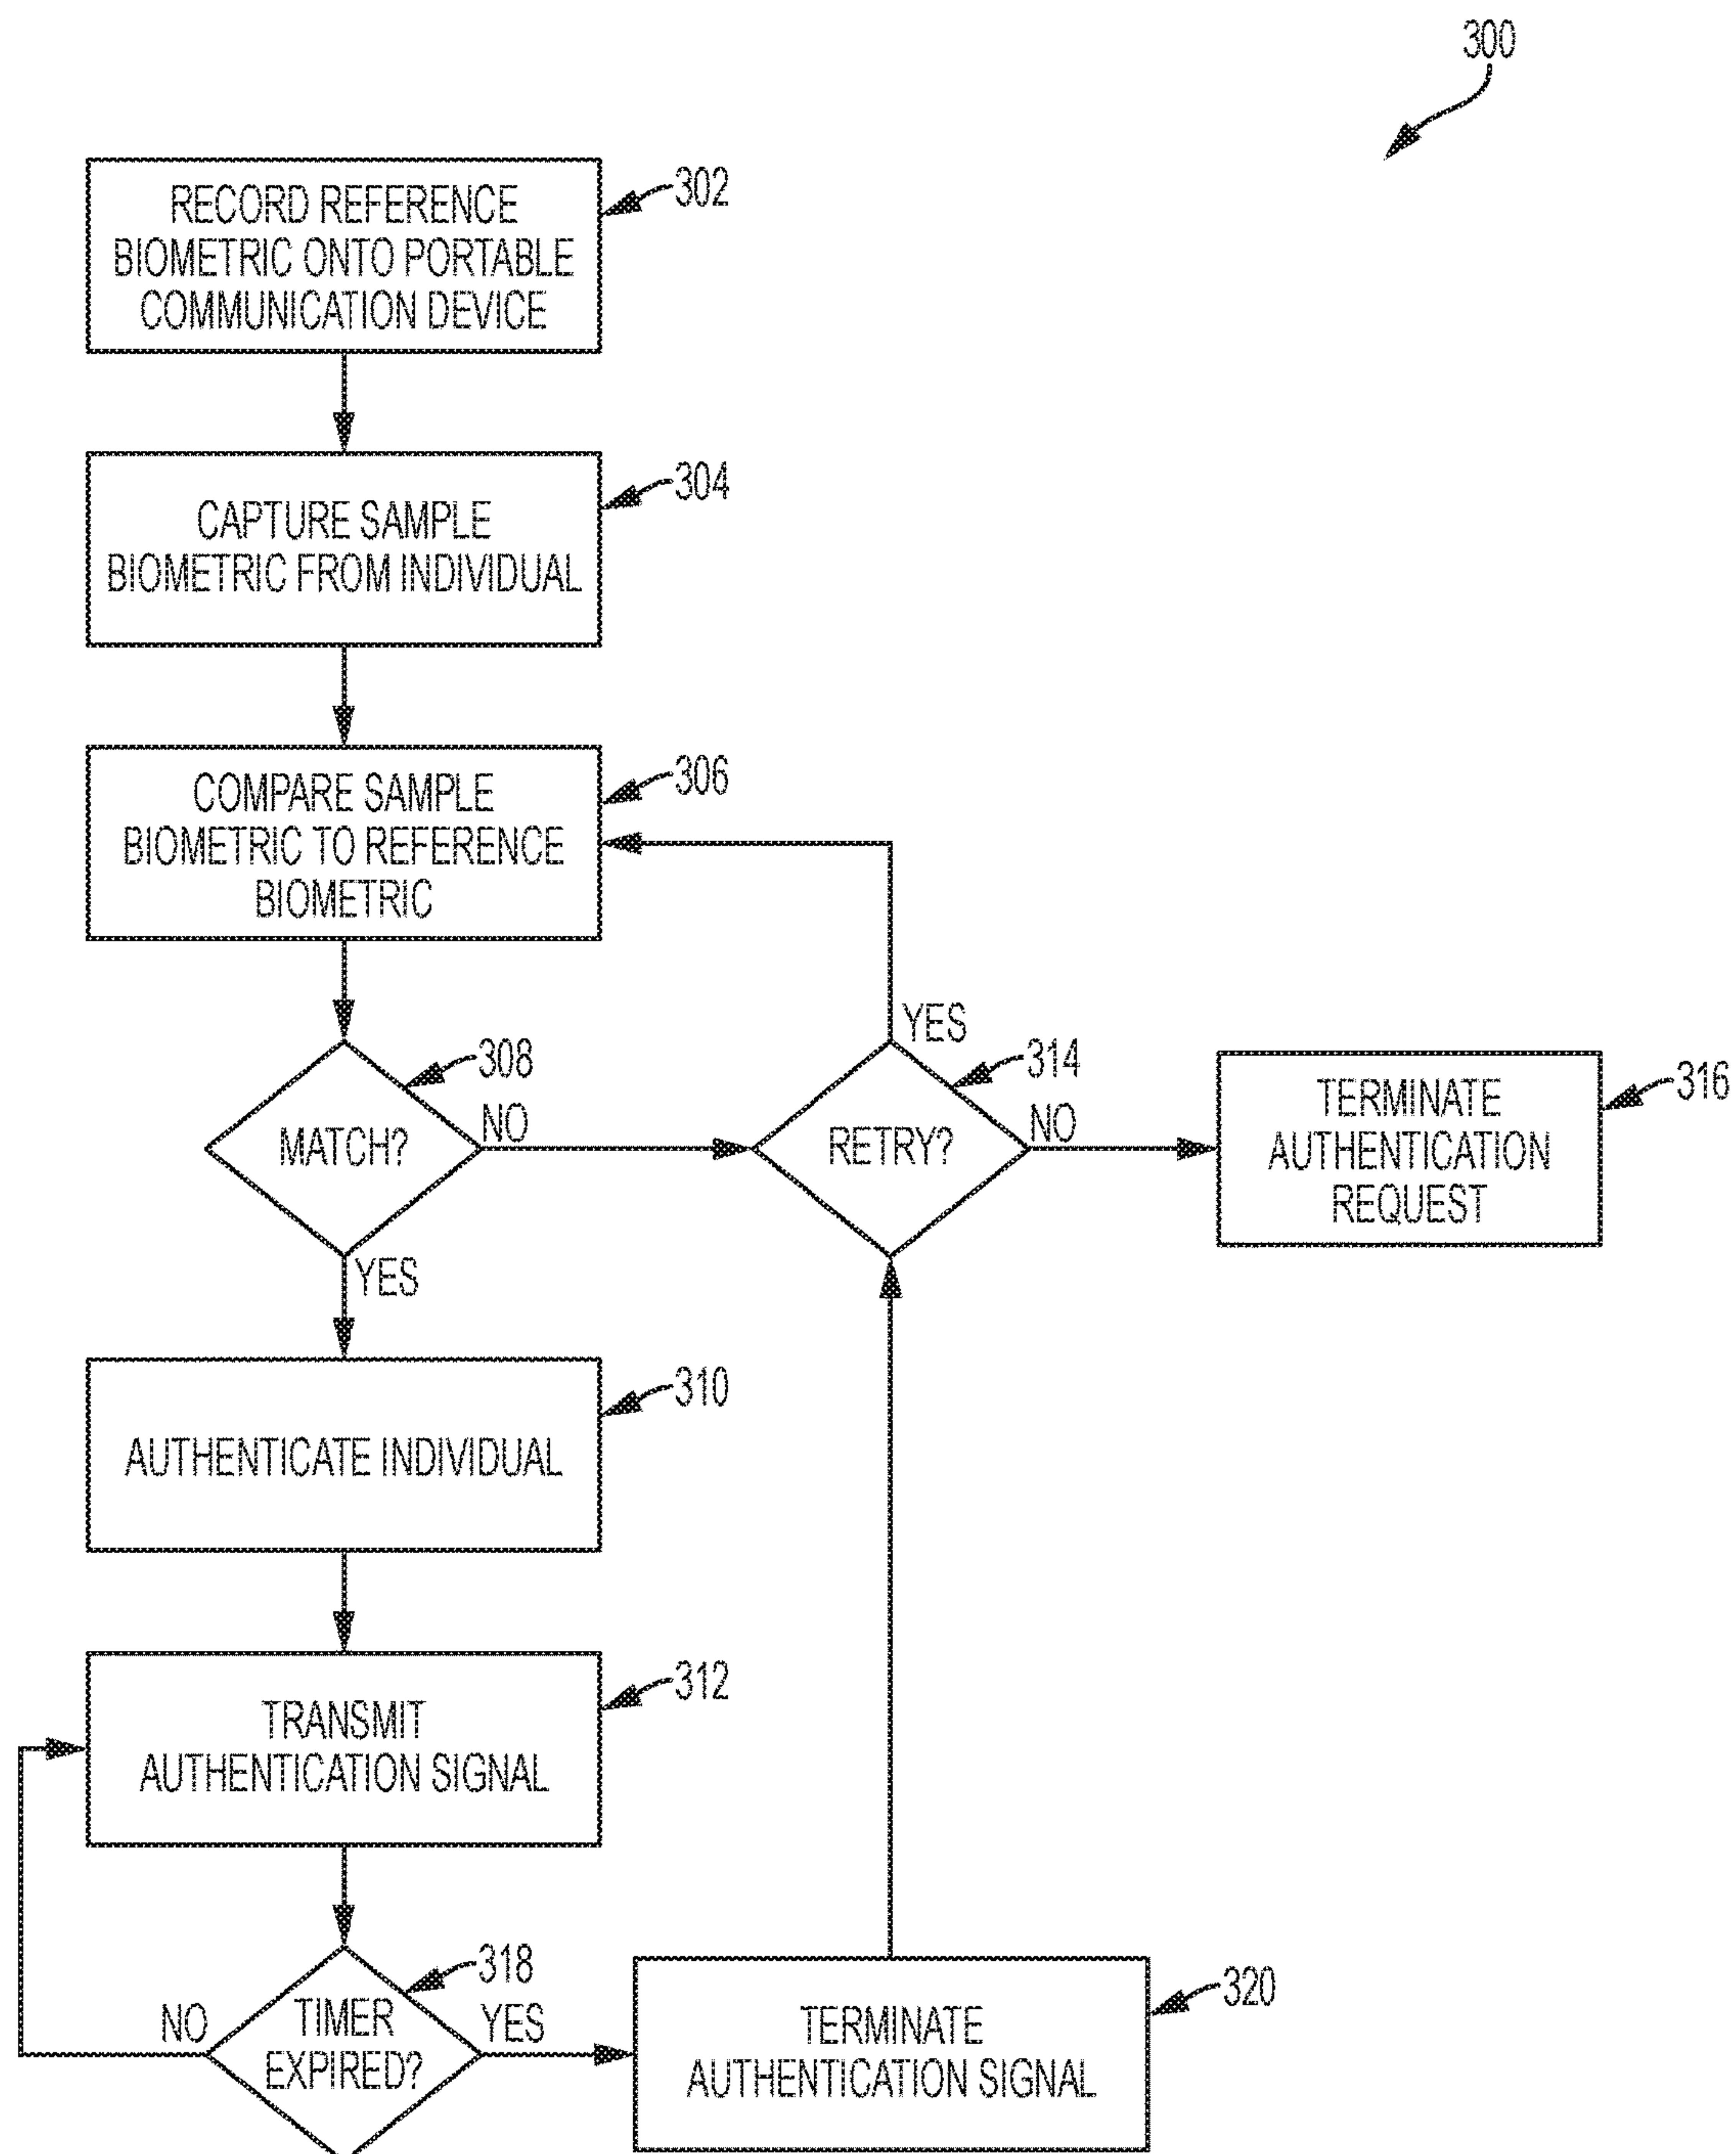 300
RECORD REFERENCE
BIOMETRIC ONTO PORTABLE
COMMUNICATION DEVICE
302
CAPTURE SAMPLE
BIOMETRIC FROM INDIVIDUAL
304
COMPARE SAMPLE
BIOMETRIC TO REFERENCE
BIOMETRIC
306
MATCH?
308
NO
YES
RETRY?
314
YES
NO
TERMINATE
AUTHENTICATION
REQUEST
316
AUTHENTICATE INDIVIDUAL
310
TRANSMIT
AUTHENTICATION SIGNAL
312
TIMER
EXPIRED?
318
NO
YES
TERMINATE
AUTHENTICATION SIGNAL
320